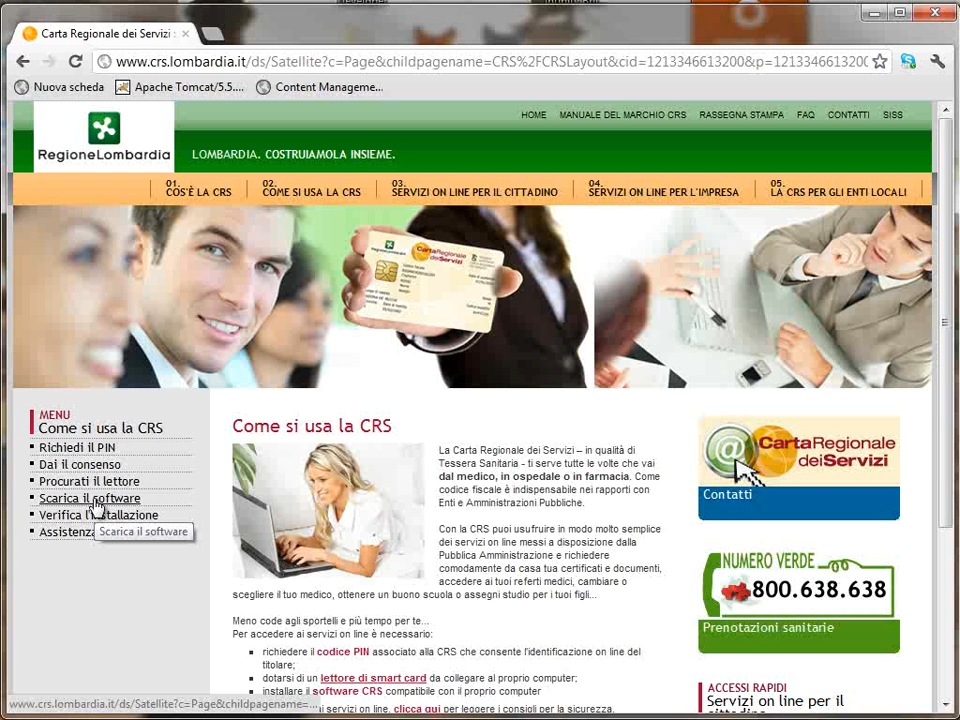 Carta Regionale dei Servizi :
www.crs.lombardia.it/ds/Satellite?c=Page&childpagename=CRS%2FCRSLayout&cid=1213346613200&p=1213346613200
Nuova scheda
Apache Tomcat/5.5....
Content Manageme...
HOME
MANUALE DEL MARCHIO CRS
RASSEGNA STAMPA
FAQ
CONTATTI
SISS
RegioneLombardia
LOMBARDIA. COSTRUIAMOLA INSIEME.
01.
COS'È LA CRS
02.
COME SI USA LA CRS
03.
SERVIZI ON LINE PER IL CITTADINO
04.
SERVIZI ON LINE PER L'IMPRESA
05.
LA CRS PER GLI ENTI LOCALI
RegioneLombardia
CartaRegionale
deiServizi
MENU
Come si usa la CRS
Richiedi il PIN
Dai il consenso
Procurati il lettore
Scarica il software
Verifica l'installazione
Assistenza
Scarica il software
Come si usa la CRS
La Carta Regionale dei Servizi – in qualità di
Tessera Sanitaria - ti serve tutte le volte che vai
dal medico, in ospedale o in farmacia. Come
codice fiscale è indispensabile nei rapporti con
Enti e Amministrazioni Pubbliche.
Con la CRS puoi usufruire in modo molto semplice
dei servizi on line messi a disposizione dalla
Pubblica Amministrazione e richiedere
comodamente da casa tua certificati e documenti,
accedere ai tuoi referti medici, cambiare o
scegliere il tuo medico, ottenere un buono scuola o assegni studio per i tuoi figli...
Meno code agli sportelli e più tempo per te...
Per accedere ai servizi on line è necessario:
richiedere il codice PIN associato alla CRS che consente l'identificazione on line del
titolare;
dotarsi di un lettore di smart card da collegare al proprio computer;
installare il software CRS compatibile con il proprio computer
ai servizi on line, clicca qui per leggere i consigli per la sicurezza.
@ CartaRegionale
deiServizi
Contatti
NUMERO VERDE
800.638.638
Prenotazioni sanitarie
ACCESSI RAPIDI
Servizi on line per il
cittadino
www.crs.lombardia.it/ds/Satellite?c=Page&childpagename=...